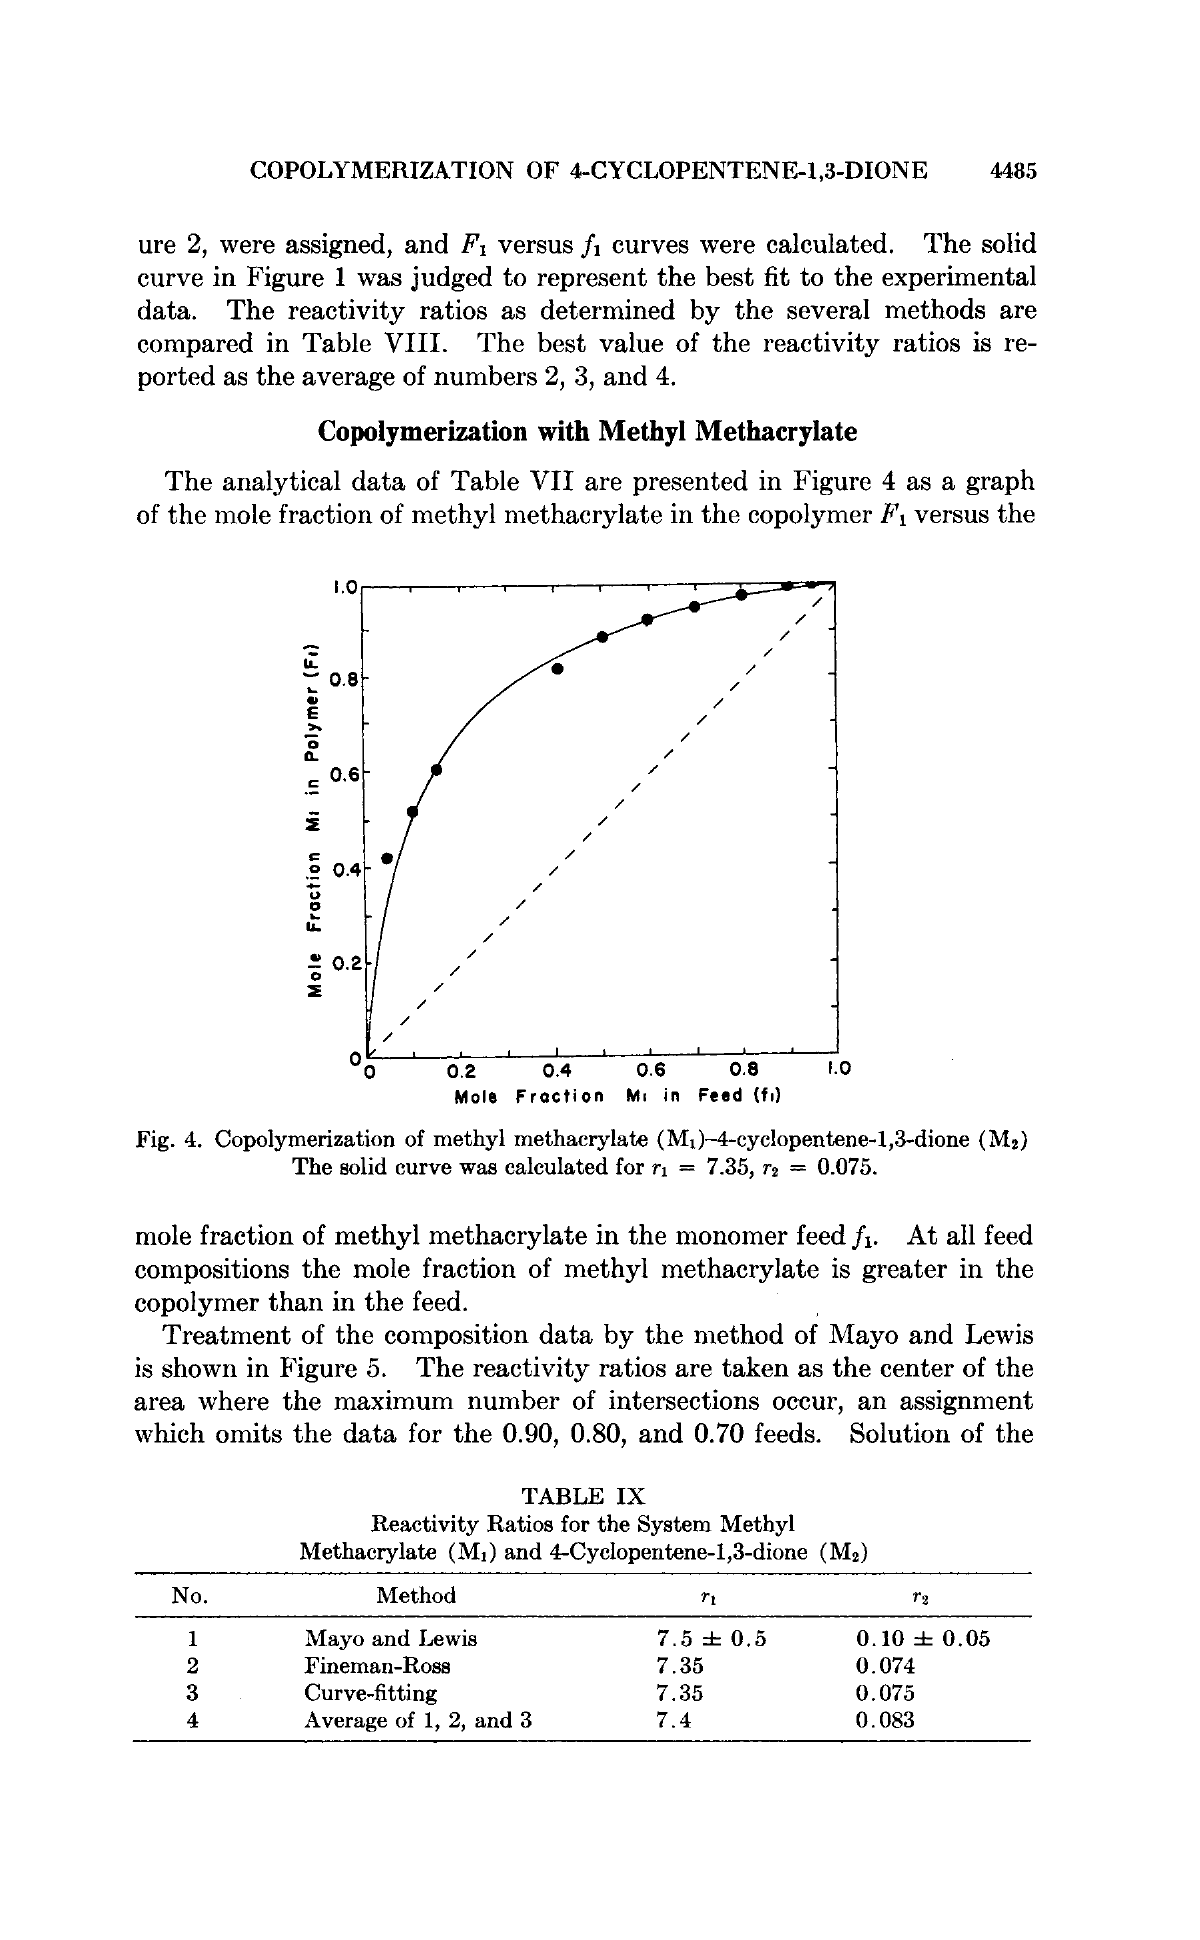 COPOLYMERIZATION OF 4-CYCLOPENTENE-1,3-DIONE 4485
ure 2, were assigned, and F₁ versus f₁ curves were calculated. The solid
curve in Figure 1 was judged to represent the best fit to the experimental
data. The reactivity ratios as determined by the several methods are
compared in Table VIII. The best value of the reactivity ratios is re-
ported as the average of numbers 2, 3, and 4.
Copolymerization with Methyl Methacrylate
The analytical data of Table VII are presented in Figure 4 as a graph
of the mole fraction of methyl methacrylate in the copolymer F₁ versus the
Mole Fraction M₁ in Polymer (F₁)
1.0
0.8
0.6
0.4
0.2
0
0 0.2 0.4 0.6 0.8 1.0
Mole Fraction M₁ in Feed (f₁)
Fig. 4. Copolymerization of methyl methacrylate (M₁)–4-cyclopentene-1,3-dione (M₂)
The solid curve was calculated for r₁ = 7.35, r₂ = 0.075.
mole fraction of methyl methacrylate in the monomer feed f₁. At all feed
compositions the mole fraction of methyl methacrylate is greater in the
copolymer than in the feed.
Treatment of the composition data by the method of Mayo and Lewis
is shown in Figure 5. The reactivity ratios are taken as the center of the
area where the maximum number of intersections occur, an assignment
which omits the data for the 0.90, 0.80, and 0.70 feeds. Solution of the
TABLE IX
Reactivity Ratios for the System Methyl
Methacrylate (M₁) and 4-Cyclopentene-1,3-dione (M₂)
No. Method r₁ r₂
1 Mayo and Lewis 7.5 ± 0.5 0.10 ± 0.05
2 Fineman-Ross 7.35 0.074
3 Curve-fitting 7.35 0.075
4 Average of 1, 2, and 3 7.4 0.083